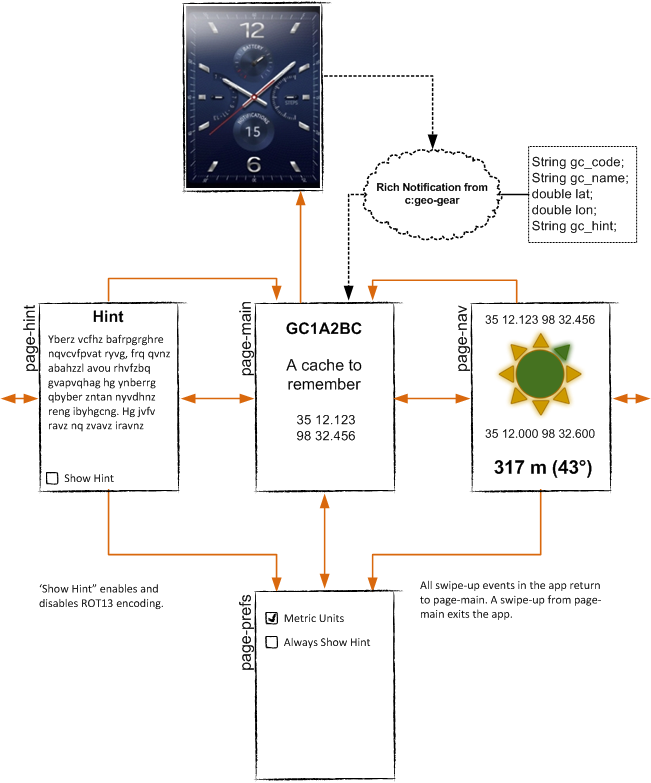 12
BATTERY
STEPS
NOTIFICATIONS
15
6
Rich Notification from
c:geo-gear
String gc_code;
String gc_name;
double lat;
double lon;
String gc_hint;
page-hint
Hint
Yberz vcfhz bafrpgrghre
nqvcvfpvat ryvg, frq qvnz
abahzzl avou rhvfzbq
gvapvqhag hg ynberrg
qbyber zntan nyvdhnz
reng ibyhgcng. Hg jvfv
ravz nq zvavz iravnz
Show Hint
page-main
GC1A2BC
A cache to
remember
35 12.123
98 32.456
page-nav
35 12.123 98 32.456
35 12.000 98 32.600
317 m (43°)
‘Show Hint” enables and
disables ROT13 encoding.
All swipe-up events in the app return
to page-main. A swipe-up from page-
main exits the app.
page-prefs
Metric Units
Always Show Hint